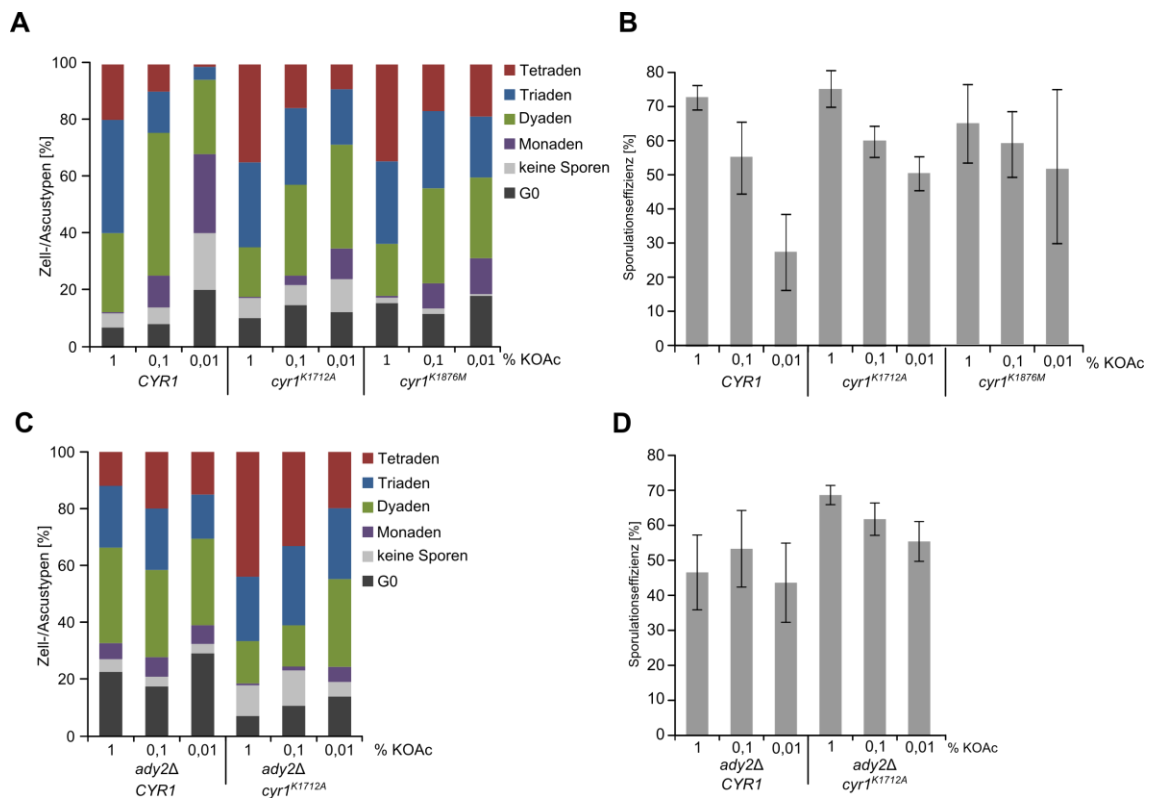 A
Zell-/Ascustypen [%]
100
80
60
40
20
0
Tetraden
Triaden
Dyaden
Monaden
keine Sporen
G0
1 0,1 0,01 1 0,1 0,01 1 0,1 0,01 % KOAc
CYR1 cyr1K1712A cyr1K1876M
B
Sporulationseffizienz [%]
80
70
60
50
40
30
20
10
0
1 0,1 0,01 1 0,1 0,01 1 0,1 0,01 % KOAc
CYR1 cyr1K1712A cyr1K1876M
C
Zell-/Ascustypen [%]
100
80
60
40
20
0
Tetraden
Triaden
Dyaden
Monaden
keine Sporen
G0
1 0,1 0,01 1 0,1 0,01 % KOAc
ady2Δ ady2Δ
CYR1 cyr1K1712A
D
Sporulationseffizienz [%]
80
70
60
50
40
30
20
10
0
1 0,1 0,01 1 0,1 0,01 % KOAc
ady2Δ ady2Δ
CYR1 cyr1K1712A